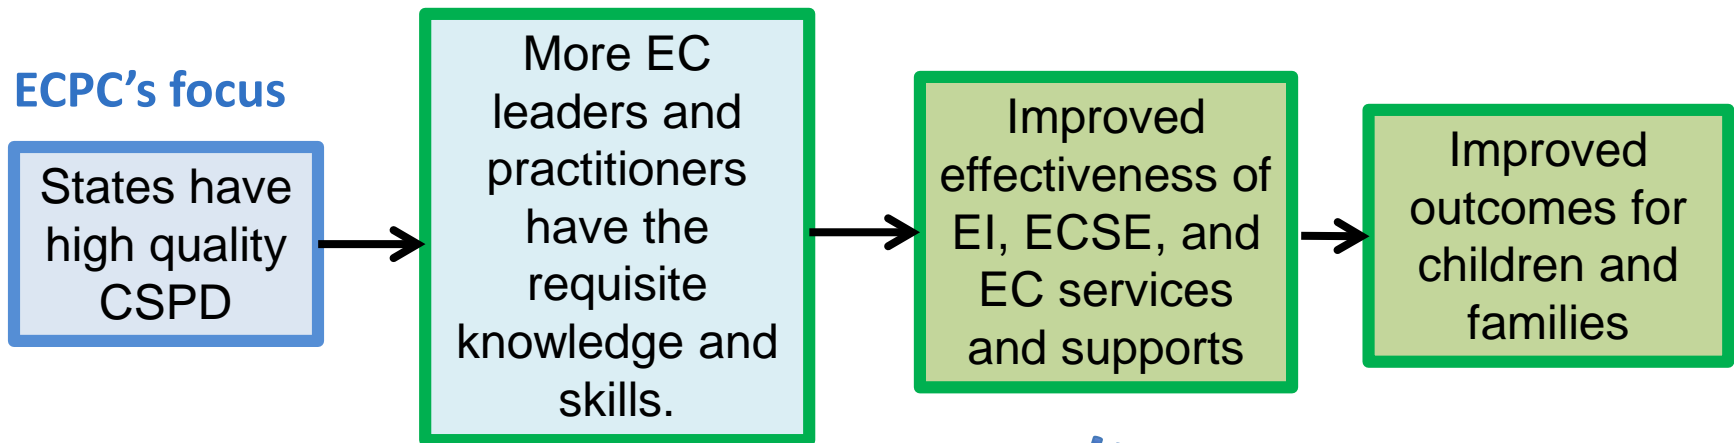 ECPC’s focus
States have
high quality
CSPD
More EC
leaders and
practitioners
have the
requisite
knowledge and
skills.
Improved
effectiveness of
EI, ECSE, and
EC services
and supports
Improved
outcomes for
children and
families